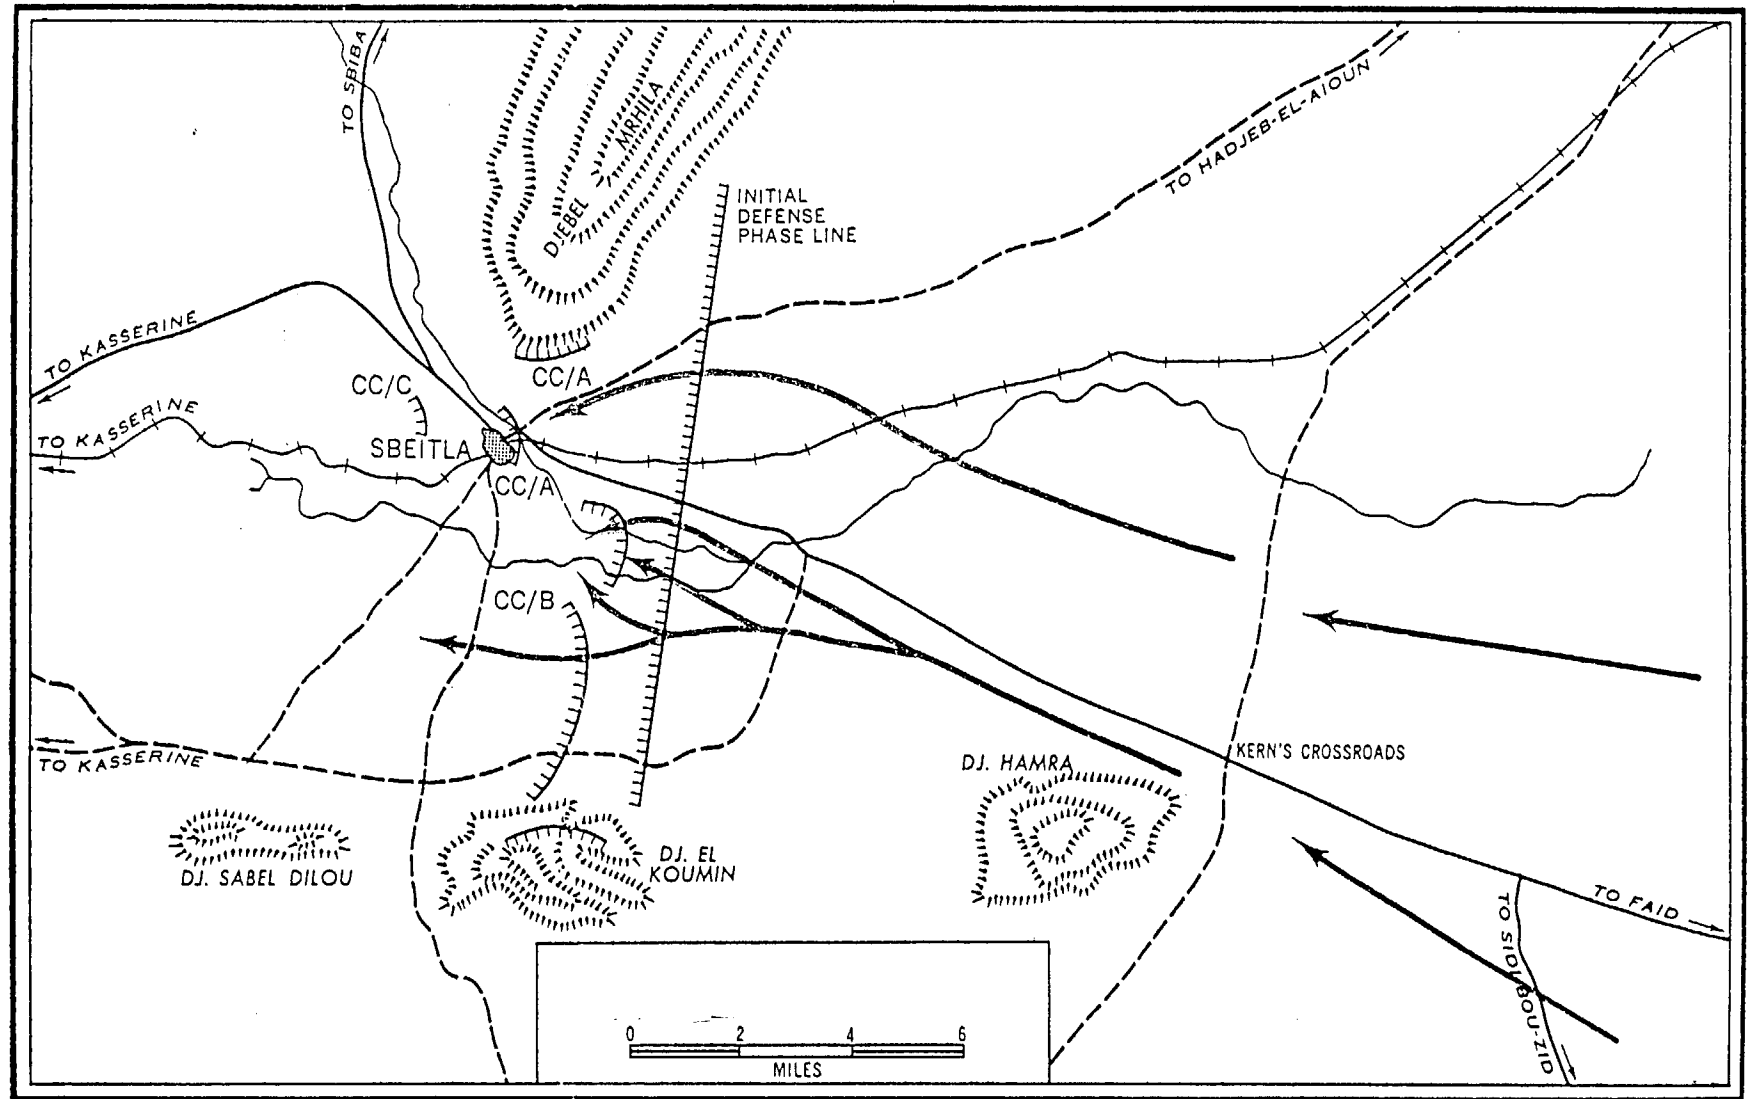 TO SBIBA
DJEBEL MRHILA
INITIAL
DEFENSE
PHASE LINE
TO HADJEB-EL-AIOUN
TO KASSERINE
CC/C
CC/A
TO KASSERINE
SBEITLA
CC/A
CC/B
TO KASSERINE
KERN'S CROSSROADS
DJ. HAMRA
DJ. SABEL DILOU
DJ. EL
KOUMIN
TO FAID
TO SIDI-BOU-ZID
0 2 4 6
MILES